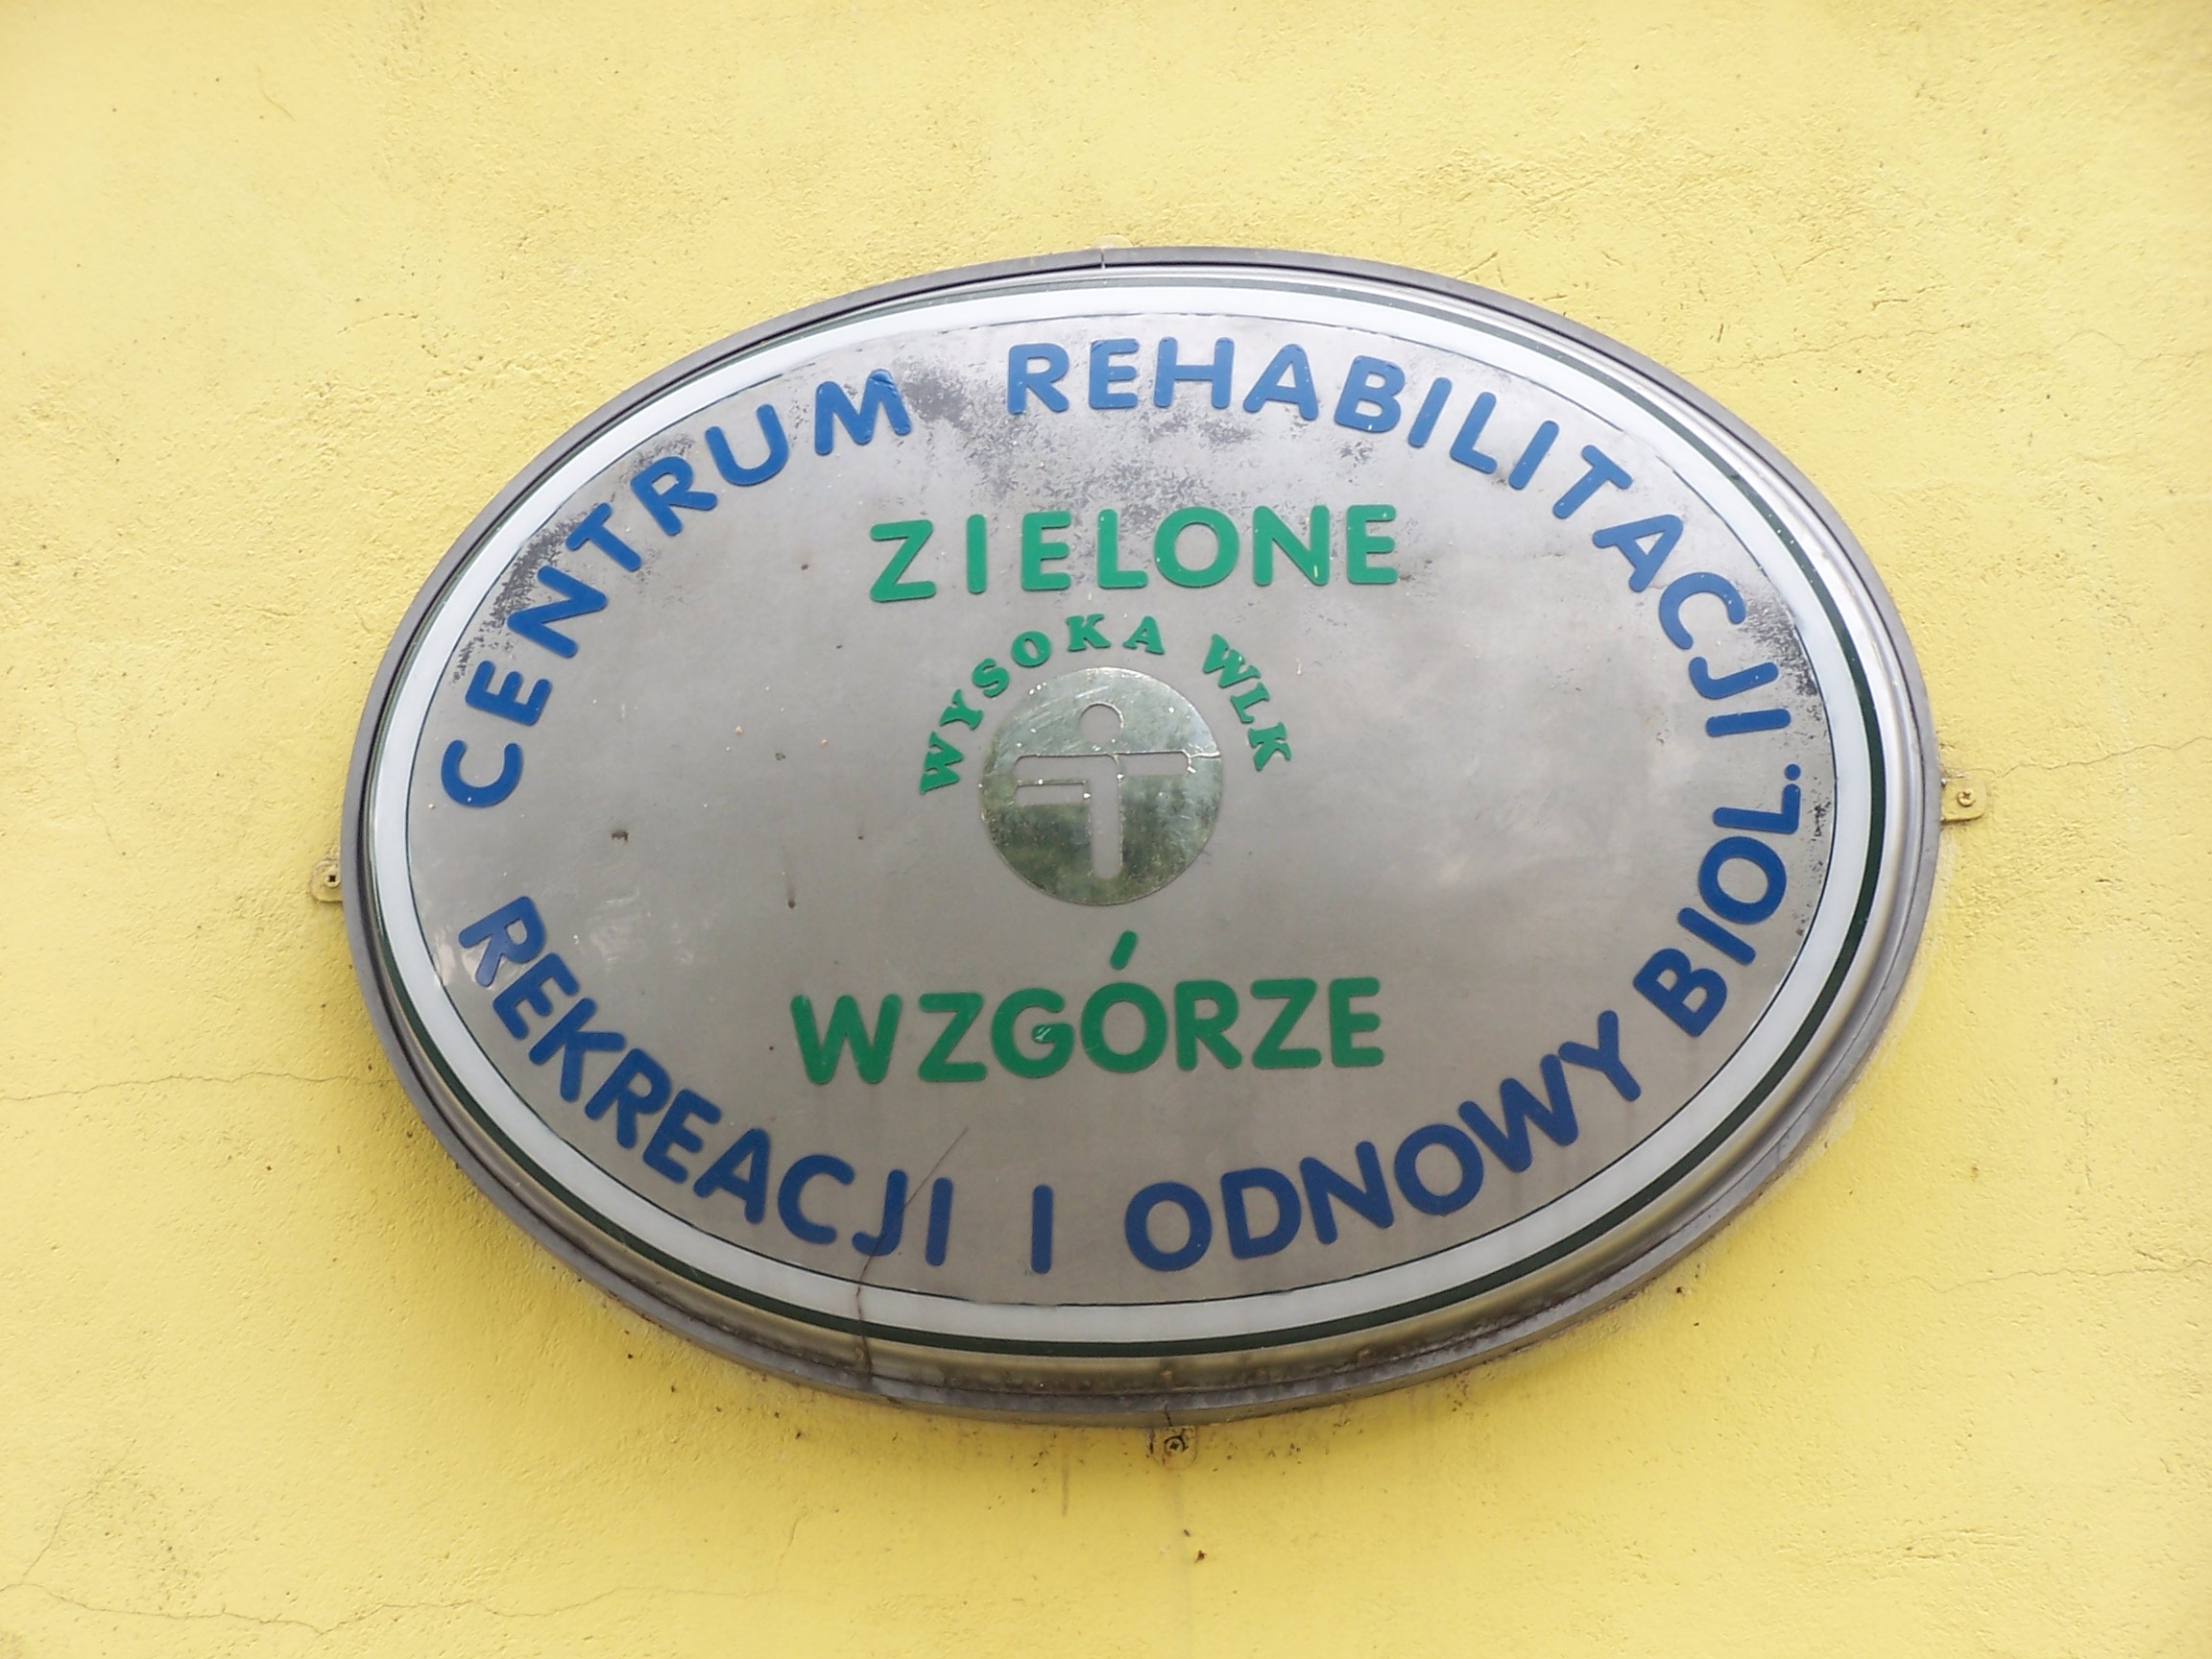 CENTRUM REHABILITACJI
ZIELONE
WYSOKA WLK
WZGÓRZE
REKREACJI I ODNOWY BIOL.